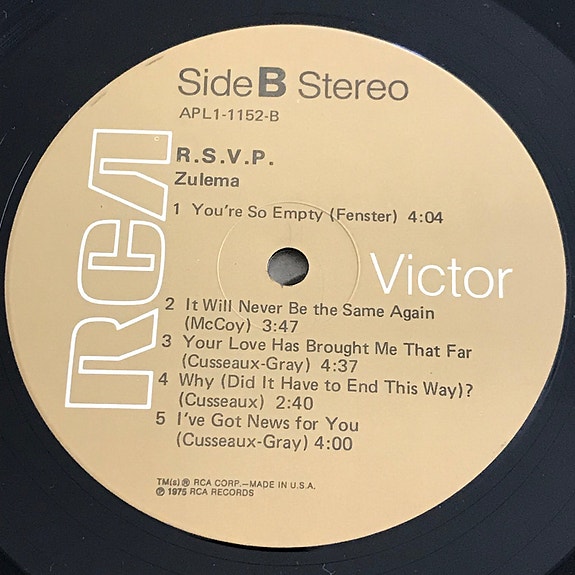 Side B Stereo
APL1-1152-B
R.S.V.P.
Zulema
1 You're So Empty (Fenster) 4:04
RCA Victor
2 It Will Never Be the Same Again
(McCoy) 3:47
3 Your Love Has Brought Me That Far
(Cusseaux-Gray) 4:37
4 Why (Did It Have to End This Way)?
(Cusseaux) 2:40
5 I've Got News for You
(Cusseaux-Gray) 4:00
TM(s) ® RCA CORP.—MADE IN U.S.A.
℗ 1975 RCA RECORDS